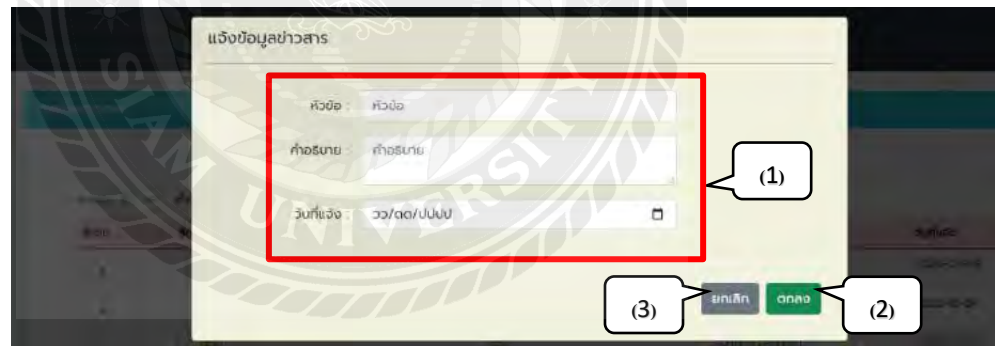 แจ้งข้อมูลข่าวสาร
หัวข้อ : หัวข้อ
คำอธิบาย : คำอธิบาย
(1)
วันที่แจ้ง : วว/ดด/ปปปป
ยกเลิก ตกลง
(3) (2)
SIAM UNIVERSITY